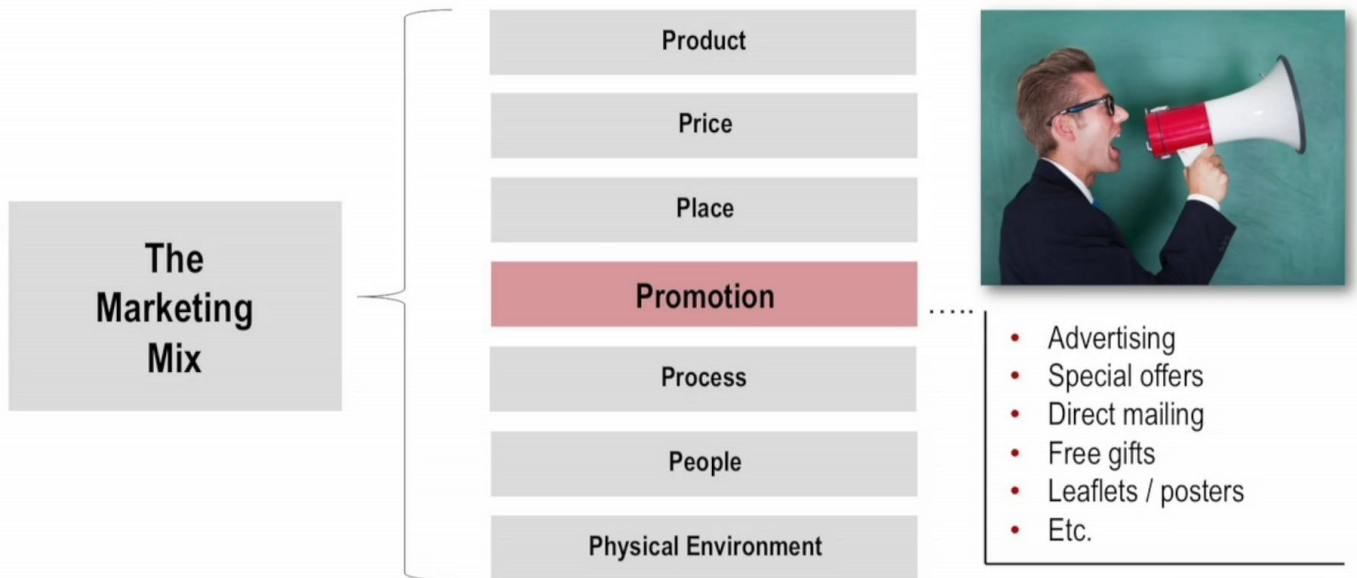 The
Marketing
Mix
Product
Price
Place
Promotion
Process
People
Physical Environment
• Advertising
• Special offers
• Direct mailing
• Free gifts
• Leaflets / posters
• Etc.